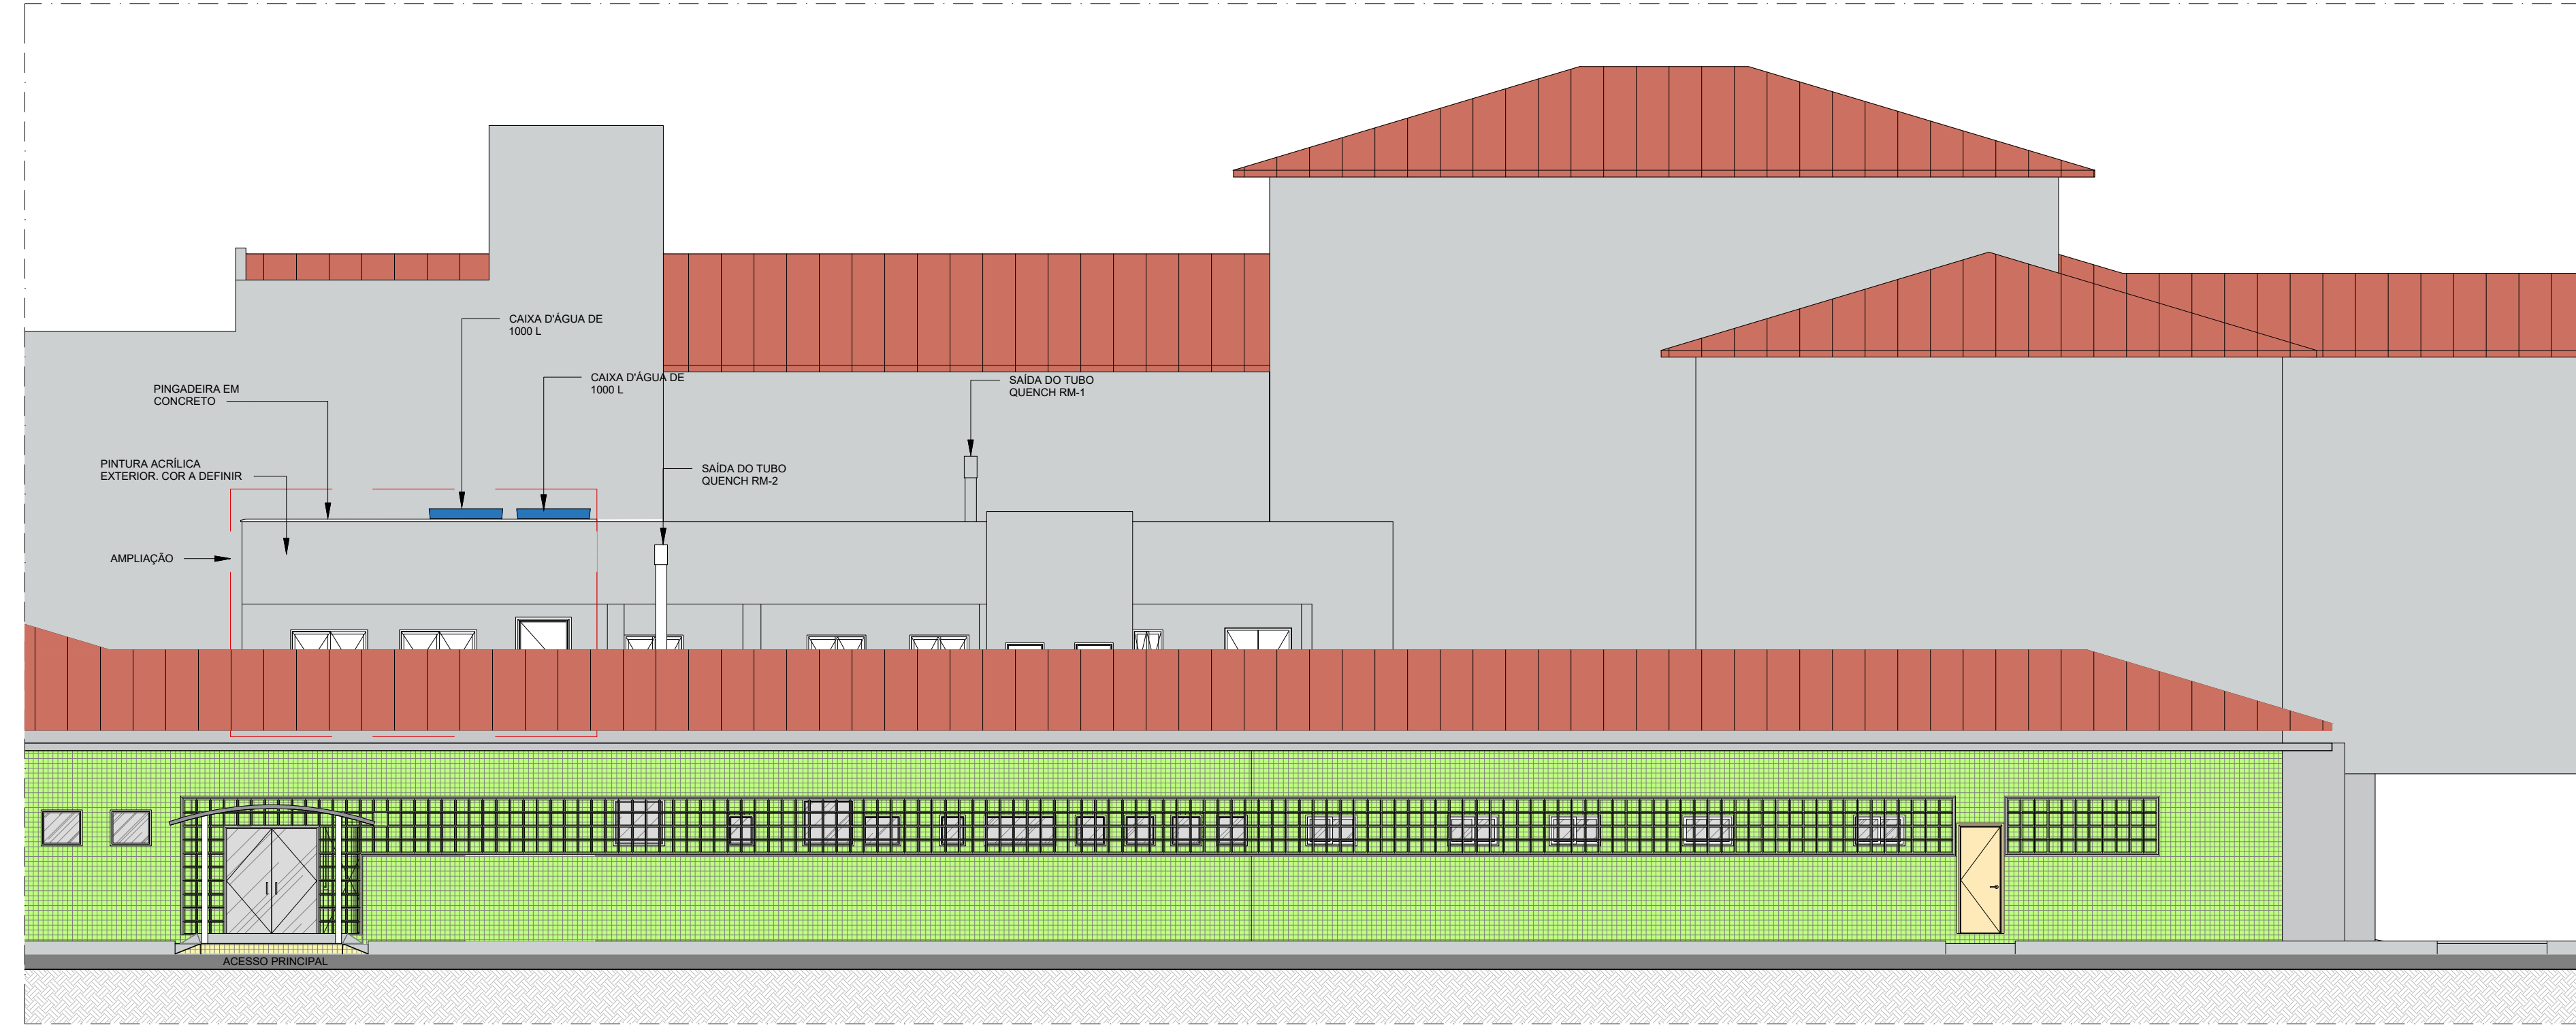 CAIXA D'ÁGUA DE
1000 L
CAIXA D'ÁGUA DE
1000 L
SAÍDA DO TUBO
QUENCH RM-1
PINGADEIRA EM
CONCRETO
PINTURA ACRÍLICA
EXTERIOR. COR A DEFINIR
SAÍDA DO TUBO
QUENCH RM-2
AMPLIAÇÃO
ACESSO PRINCIPAL